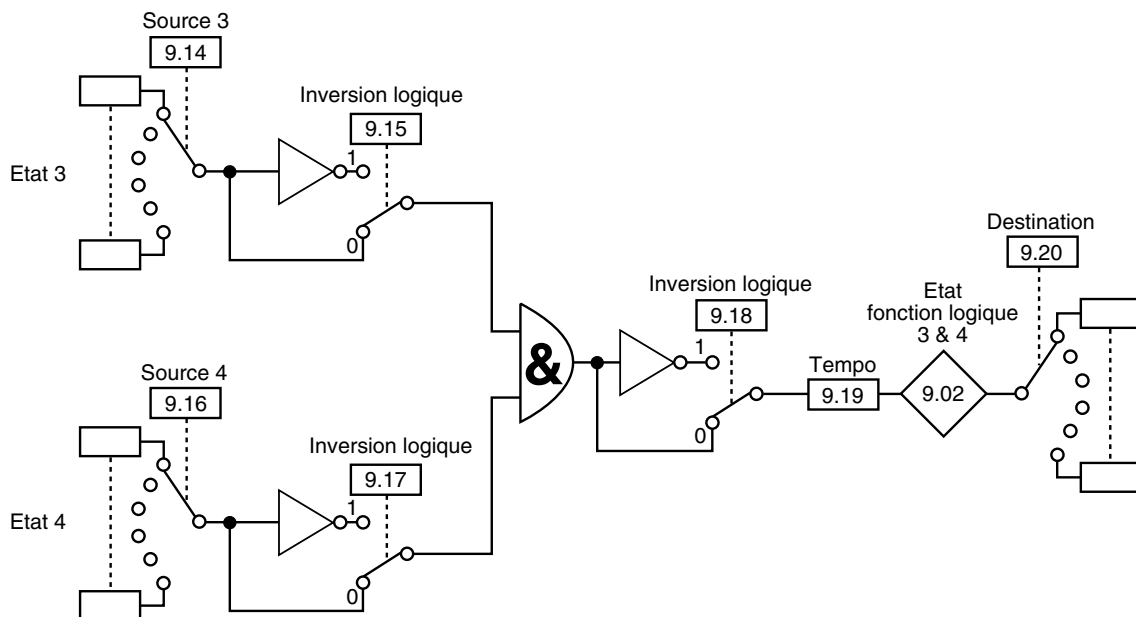 Source 3
9.14
Inversion logique
9.15
Etat 3
1
0
Source 4
9.16
Inversion logique
9.17
Etat 4
1
0
&
Inversion logique
9.18
1
0
Tempo
9.19
Etat
fonction logique
3 & 4
9.02
Destination
9.20